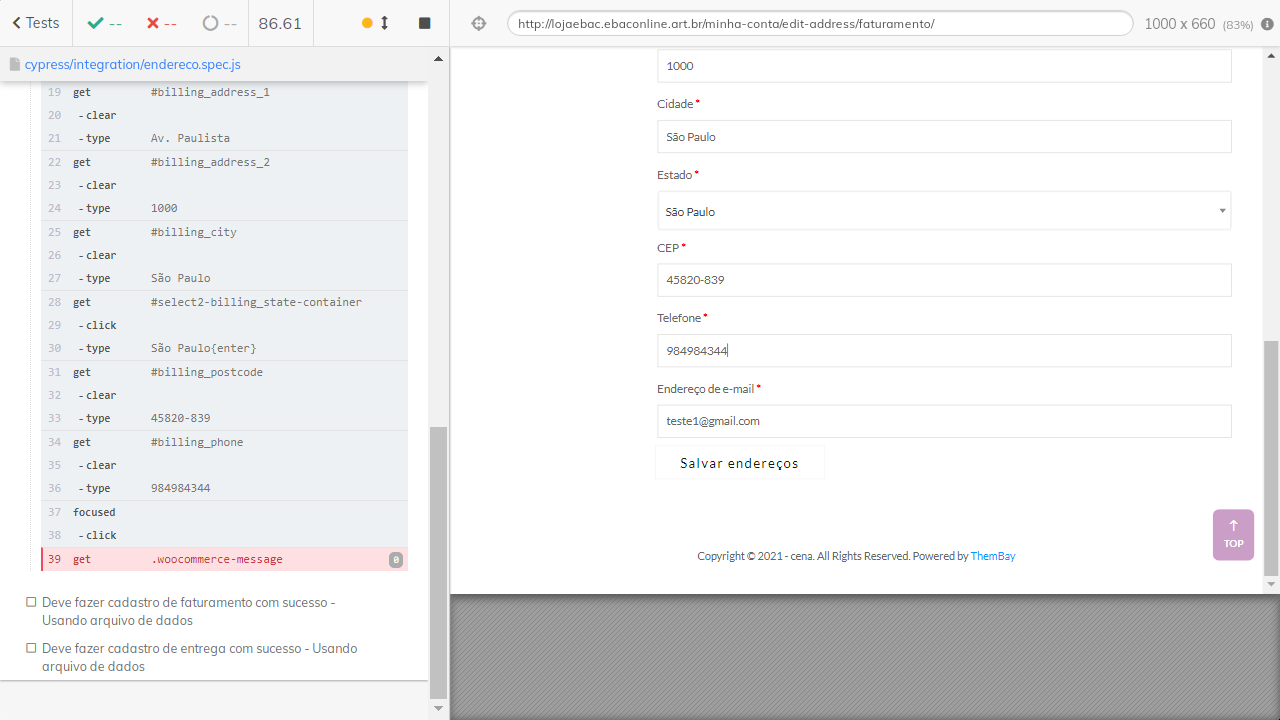 Tests -- -- -- 86.61
http://lojaebac.ebaconline.art.br/minha-conta/edit-address/faturamento/ 1000 x 660 (83%)
cypress/integration/endereco.spec.js
19 get #billing_address_1
20 -clear
21 -type Av. Paulista
22 get #billing_address_2
23 -clear
24 -type 1000
25 get #billing_city
26 -clear
27 -type São Paulo
28 get #select2-billing_state-container
29 -click
30 -type São Paulo{enter}
31 get #billing_postcode
32 -clear
33 -type 45820-839
34 get #billing_phone
35 -clear
36 -type 984984344
37 focused
38 -click
39 get .woocommerce-message 0
Deve fazer cadastro de faturamento com sucesso -
Usando arquivo de dados
Deve fazer cadastro de entrega com sucesso - Usando
arquivo de dados
1000
Cidade *
São Paulo
Estado *
São Paulo
CEP *
45820-839
Telefone *
984984344
Endereço de e-mail *
teste1@gmail.com
Salvar endereços
TOP
Copyright © 2021 - cena. All Rights Reserved. Powered by ThemBay